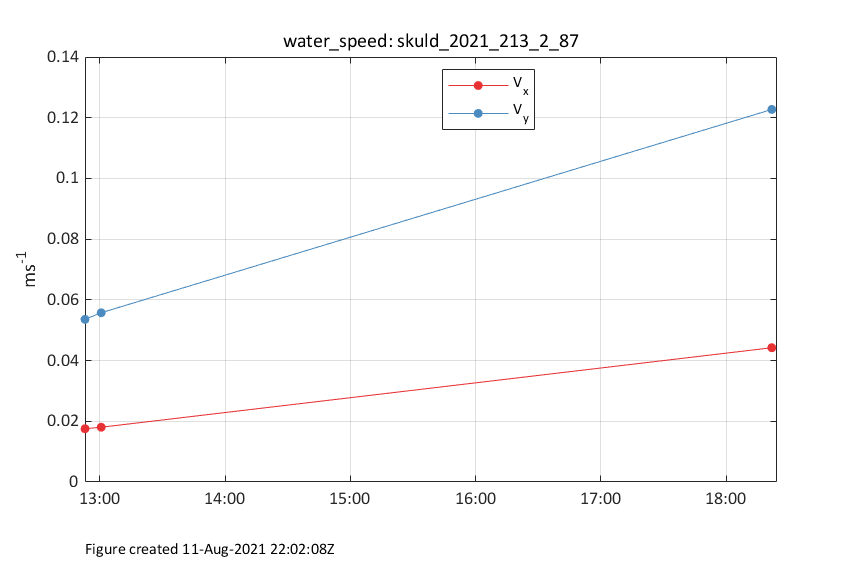 water_speed: skuld_2021_213_2_87
0.14
0.12
0.1
0.08
0.06
0.04
0.02
0
ms-1
Vx
Vy
13:00 14:00 15:00 16:00 17:00 18:00
Figure created 11-Aug-2021 22:02:08Z